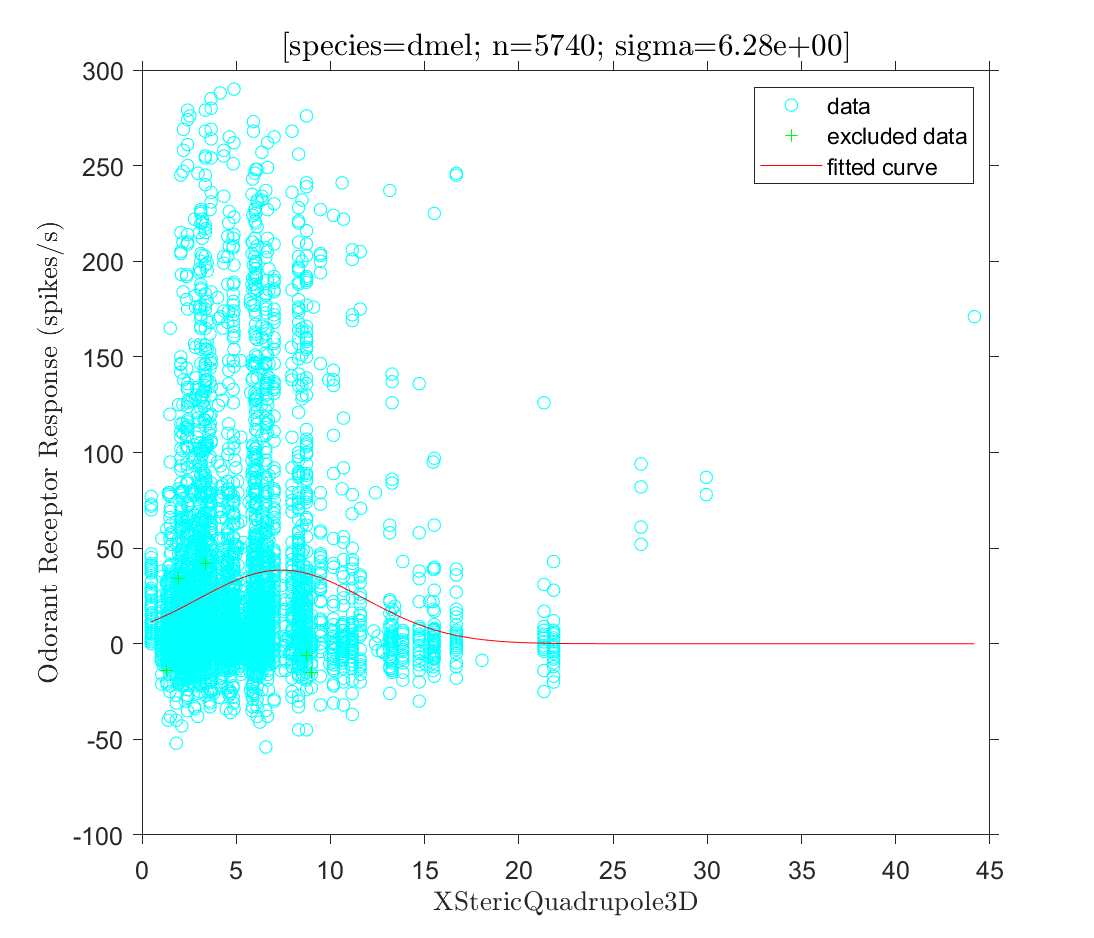 [species=dmel; n=5740; sigma=6.28e+00]
300
250
200
150
100
50
0
-50
-100
Odorant Receptor Response (spikes/s)
data
excluded data
fitted curve
0 5 10 15 20 25 30 35 40 45
XStericQuadrupole3D